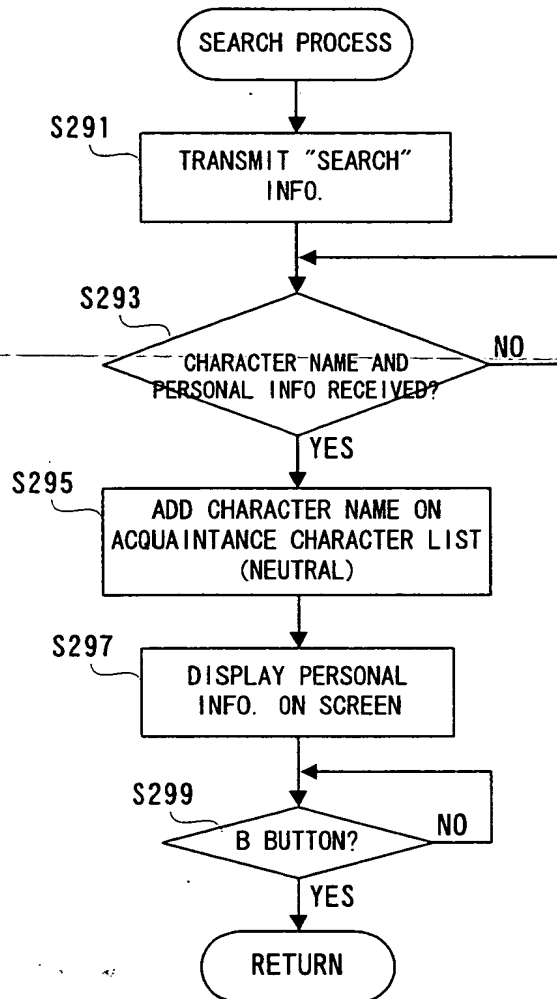 SEARCH PROCESS
S291
TRANSMIT "SEARCH"
INFO.
S293
CHARACTER NAME AND
PERSONAL INFO RECEIVED?
NO
YES
S295
ADD CHARACTER NAME ON
ACQUAINTANCE CHARACTER LIST
(NEUTRAL)
S297
DISPLAY PERSONAL
INFO. ON SCREEN
S299
B BUTTON?
NO
YES
RETURN